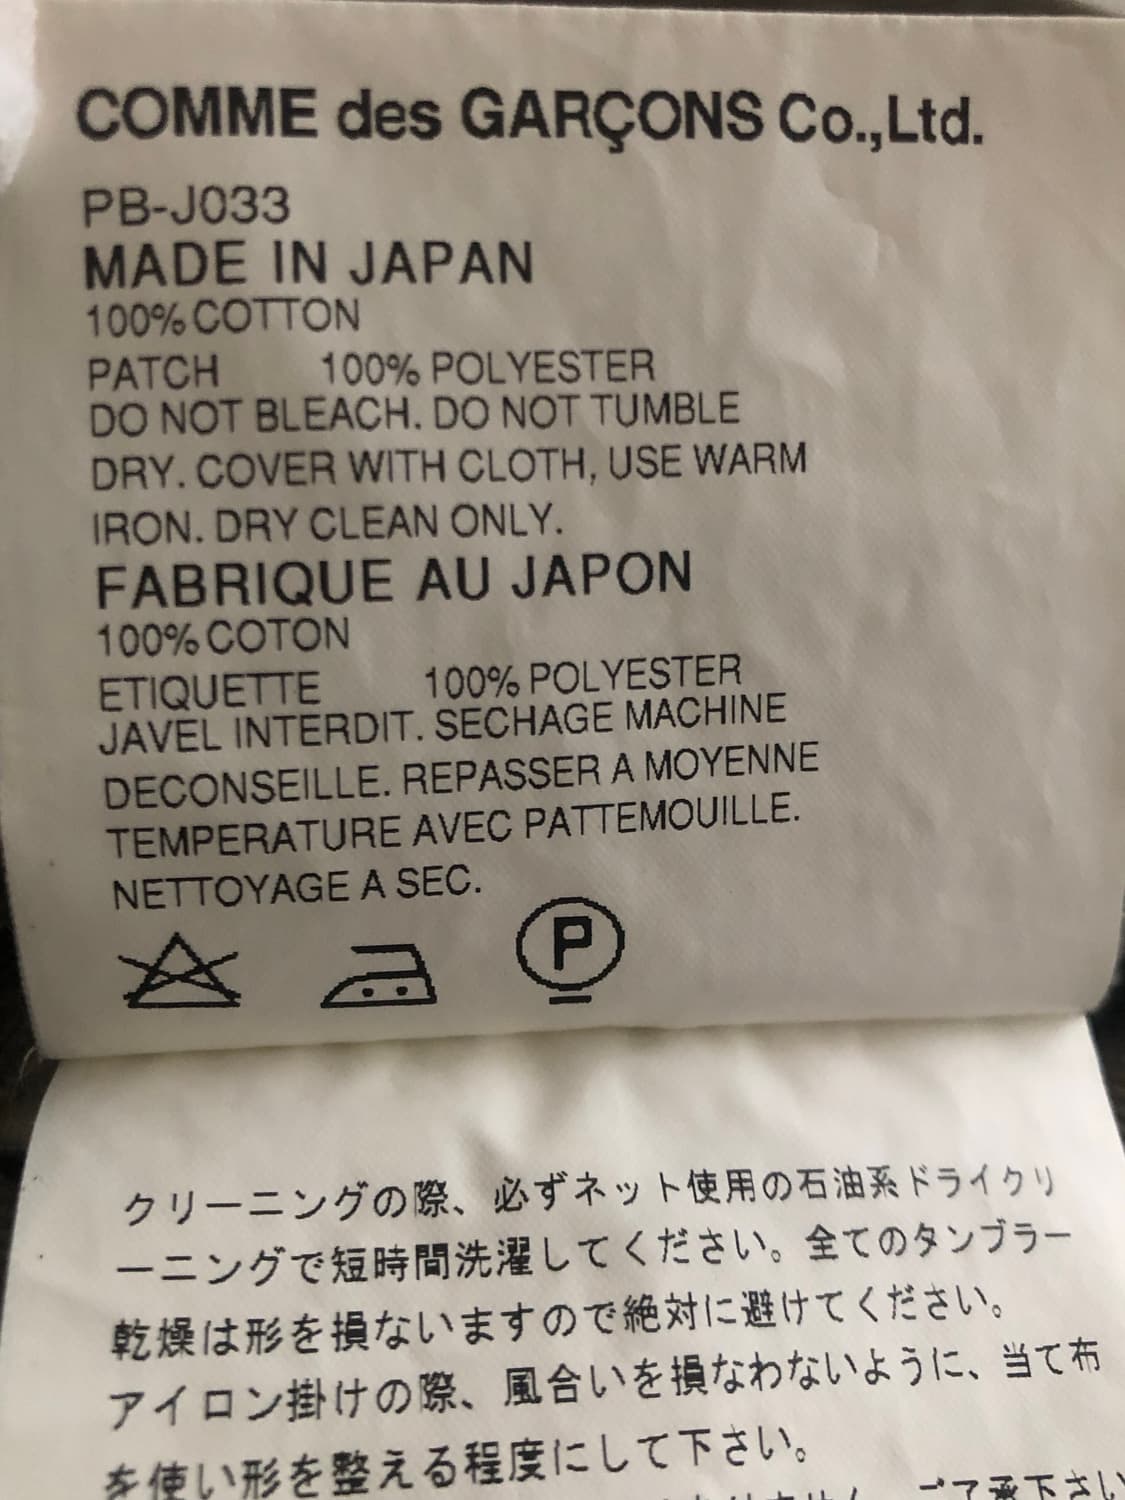 COMME des GARÇONS Co.,Ltd.
PB-J033
MADE IN JAPAN
100% COTTON
PATCH 100% POLYESTER
DO NOT BLEACH. DO NOT TUMBLE
DRY. COVER WITH CLOTH, USE WARM
IRON. DRY CLEAN ONLY.
FABRIQUE AU JAPON
100% COTON
ETIQUETTE 100% POLYESTER
JAVEL INTERDIT. SECHAGE MACHINE
DECONSEILLE. REPASSER A MOYENNE
TEMPERATURE AVEC PATTEMOUILLE.
NETTOYAGE A SEC.
P
クリーニングの際、必ずネット使用の石油系ドライクリ
ーニングで短時間洗濯してください。全てのタンブラー
乾燥は形を損ないますので絶対に避けてください。
アイロン掛けの際、風合いを損なわないように、当て布
を使い形を整える程度にして下さい。